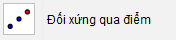 Đối xứng qua điểm